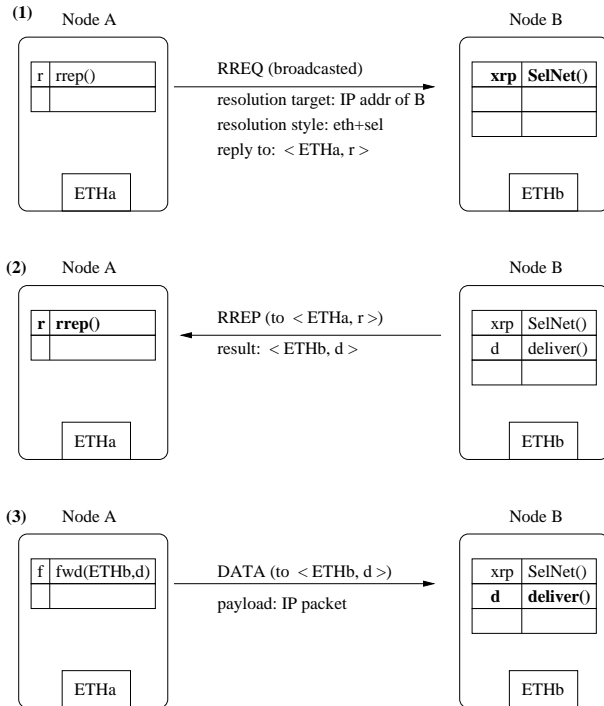 (1)
Node A
Node B
r rrep()
RREQ (broadcasted)
xrp SelNet()
resolution target: IP addr of B
resolution style: eth+sel
reply to: < ETHa, r >
ETHa
ETHb
(2)
Node A
Node B
r rrep()
RREP (to < ETHa, r >)
xrp SelNet()
result: < ETHb, d >
d deliver()
ETHa
ETHb
(3)
Node A
Node B
f fwd(ETHb,d)
DATA (to < ETHb, d >)
xrp SelNet()
payload: IP packet
d deliver()
ETHa
ETHb